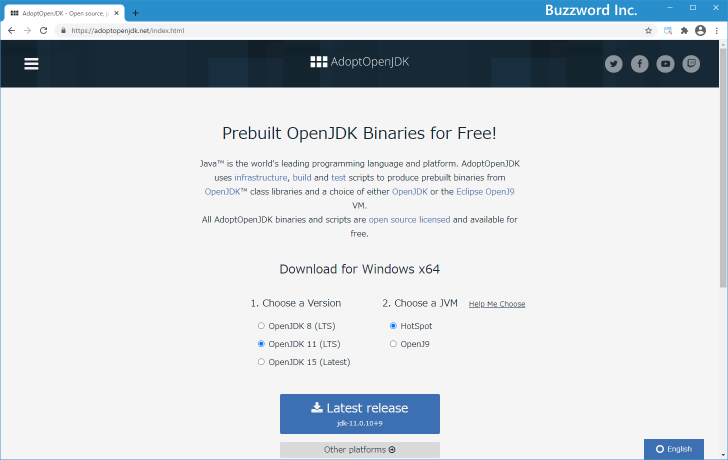 Buzzword Inc.
AdoptOpenJDK - Open source, p
https://adoptopenjdk.net/index.html
AdoptOpenJDK
Prebuilt OpenJDK Binaries for Free!
Java™ is the world's leading programming language and platform. AdoptOpenJDK
uses infrastructure, build and test scripts to produce prebuilt binaries from
OpenJDK™ class libraries and a choice of either OpenJDK or the Eclipse OpenJ9
VM.
All AdoptOpenJDK binaries and scripts are open source licensed and available for
free.
Download for Windows x64
1. Choose a Version
2. Choose a JVM Help Me Choose
OpenJDK 8 (LTS)
HotSpot
OpenJDK 11 (LTS)
OpenJ9
OpenJDK 15 (Latest)
Latest release
jdk-11.0.10+9
Other platforms
English